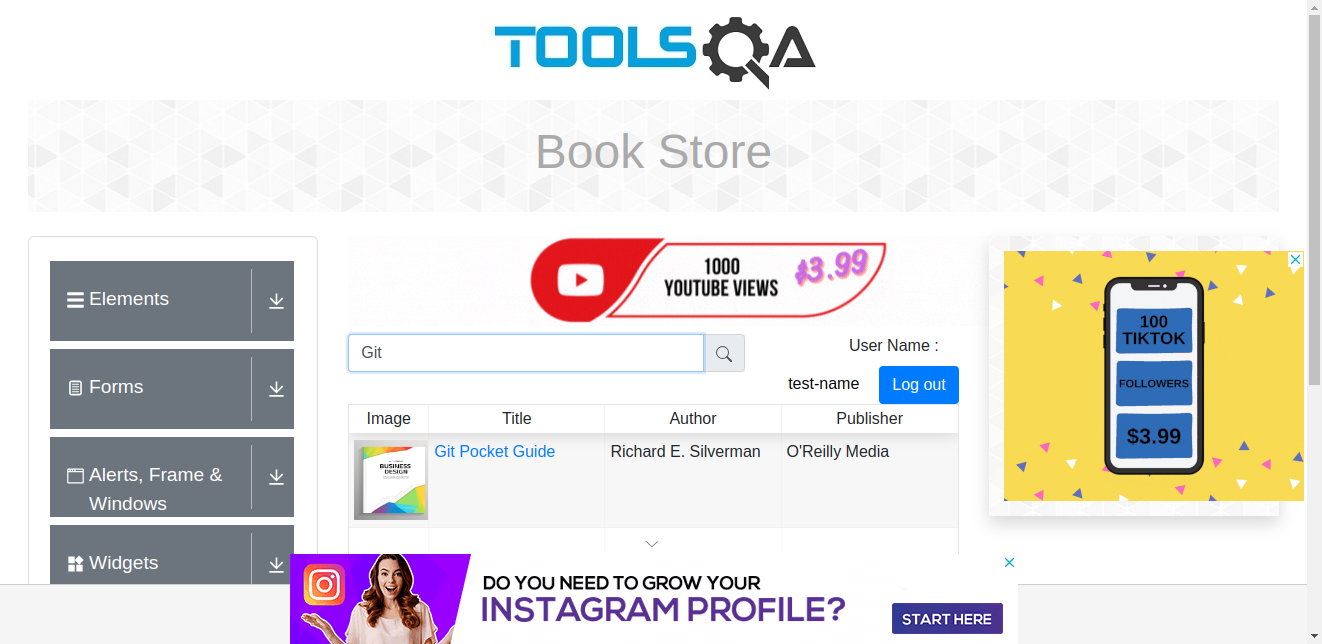 TOOLSQA
Book Store
Elements
Forms
Alerts, Frame &
Windows
Widgets
1000
YOUTUBE VIEWS
$3.99
Git
User Name :
test-name
Log out
Image Title Author Publisher
BUSINESS
DESIGN
Git Pocket Guide Richard E. Silverman O'Reilly Media
100
TIKTOK
FOLLOWERS
$3.99
DO YOU NEED TO GROW YOUR
INSTAGRAM PROFILE?
START HERE